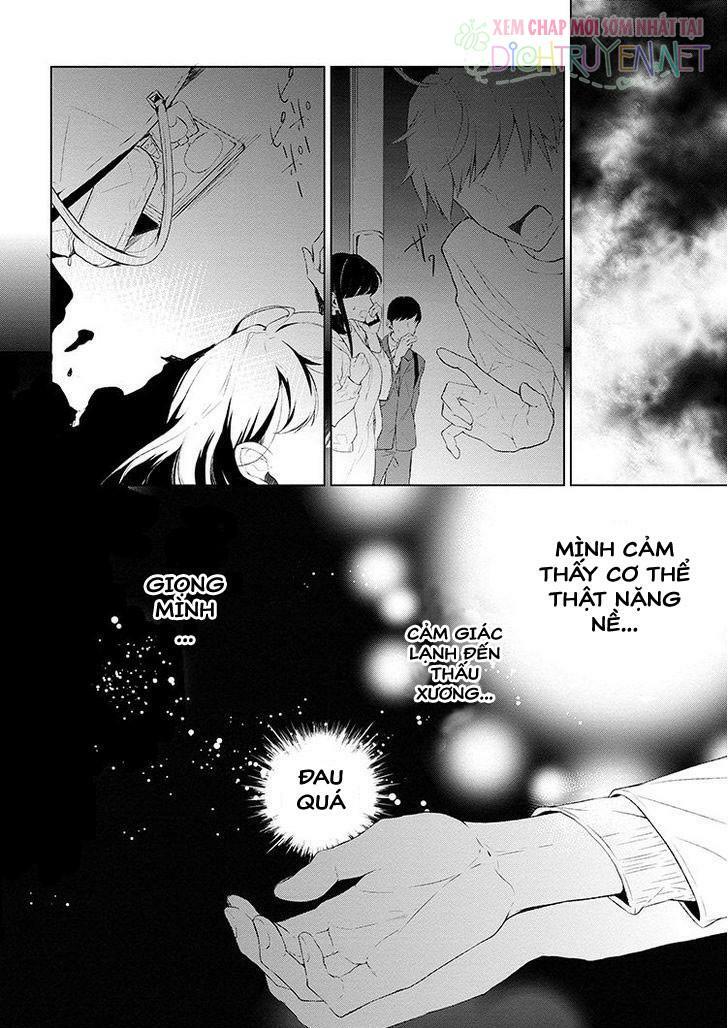 XEM CHAP MỚI SỚM NHẤT TẠI
DICHTRUYEN.NET
MÌNH CẢM
THẤY CƠ THỂ
THẬT NẶNG
NỀ...
CẢM GIÁC
LẠNH ĐẾN
THẤU
XƯƠNG...
GIỌNG
MÌNH
...
ĐAU
QUÁ